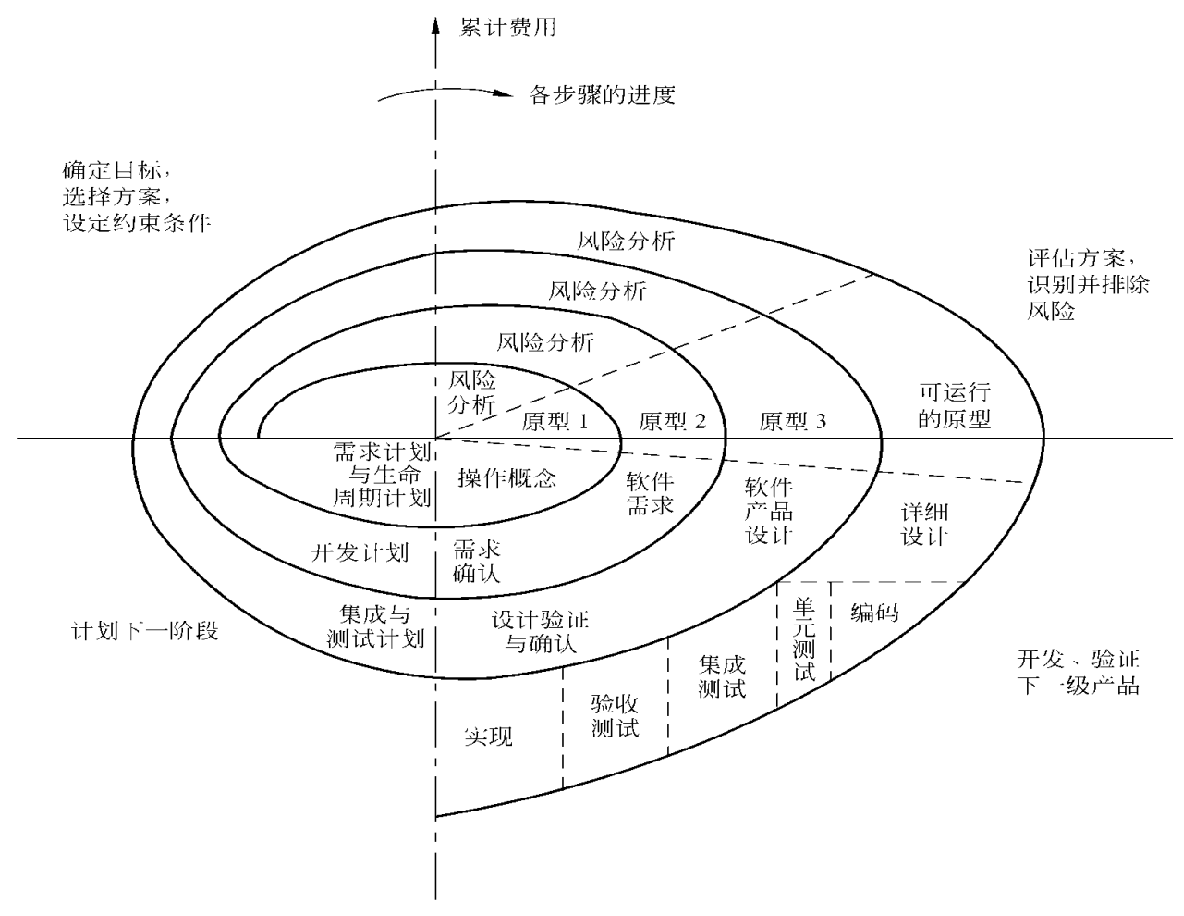 累计费用
各步骤的进度
确定目标，
选择方案，
设定约束条件
评估方案，
识别并排除
风险
风险分析
风险分析
风险分析
风险
分析
原型 1
原型 2
原型 3
可运行
的原型
需求计划
与生命
周期计划
操作概念
软件
需求
软件
产品
设计
详细
设计
开发计划
需求
确认
集成与
测试计划
设计验证
与确认
单
元
测
试
编码
计划下一阶段
集成
测试
验收
测试
实现
开发、验证
下一级产品